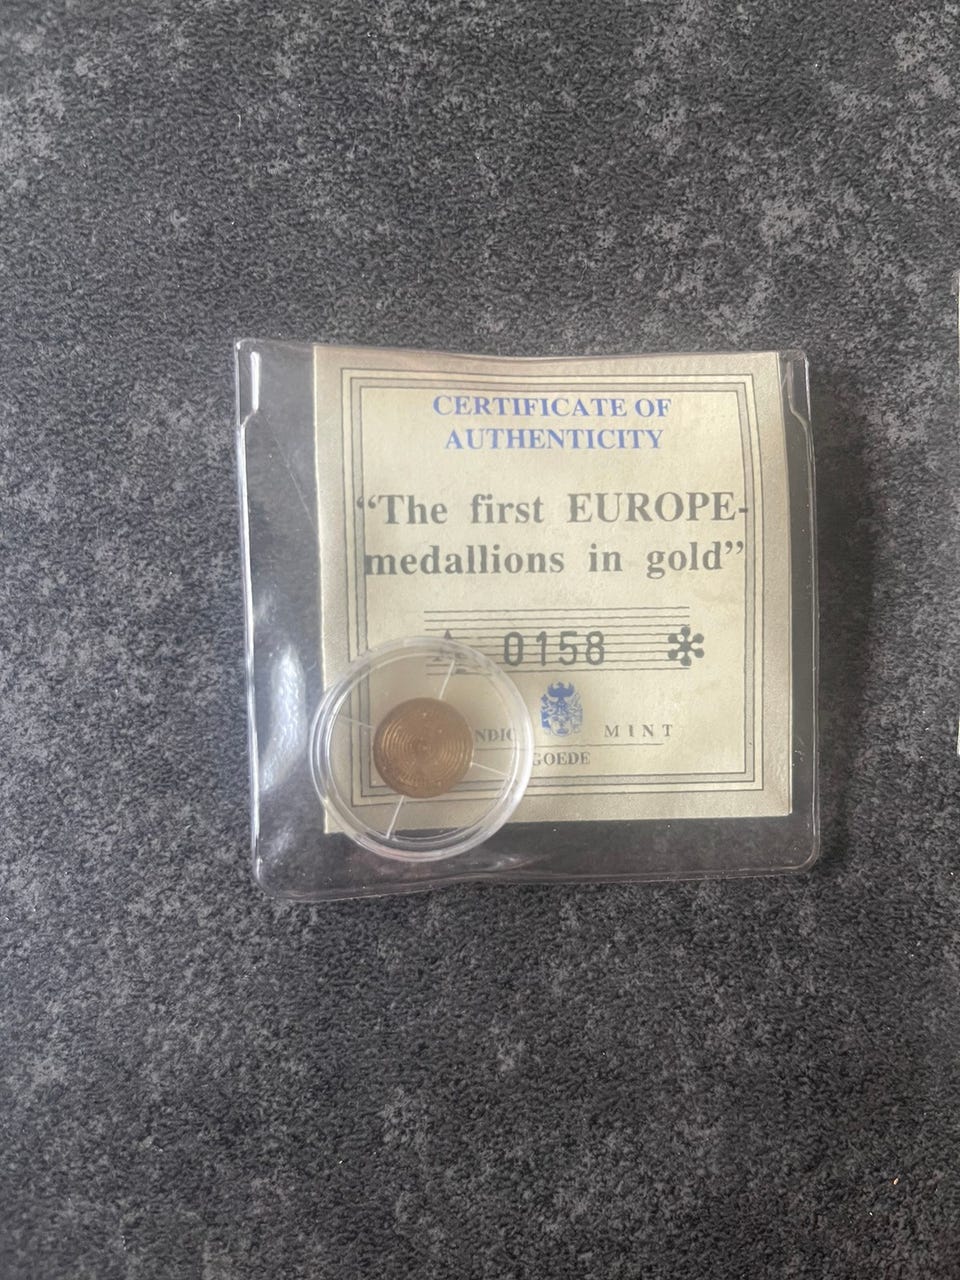 CERTIFICATE OF
AUTHENTICITY
“The first EUROPE-
medallions in gold”
0158 *
MINT
GOEDE